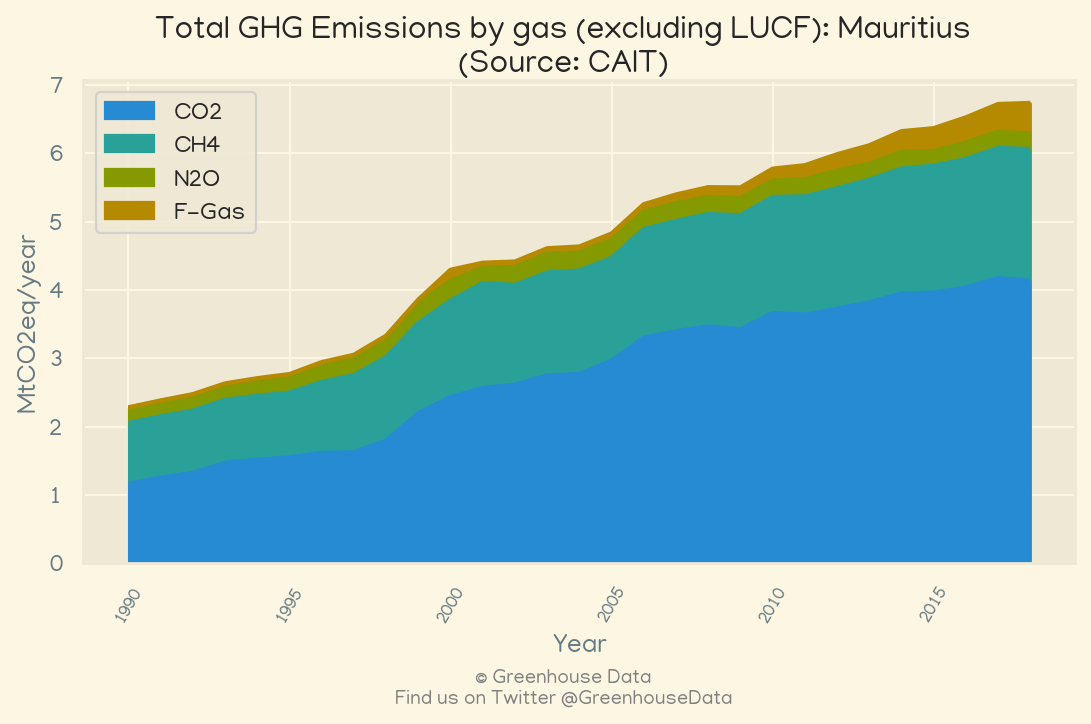 Total GHG Emissions by gas (excluding LUCF): Mauritius
(Source: CAIT)
CO2
CH4
N2O
F-Gas
MtCO2eq/year
7
6
5
4
3
2
1
0
1990
1995
2000
2005
2010
2015
Year
© Greenhouse Data
Find us on Twitter @GreenhouseData